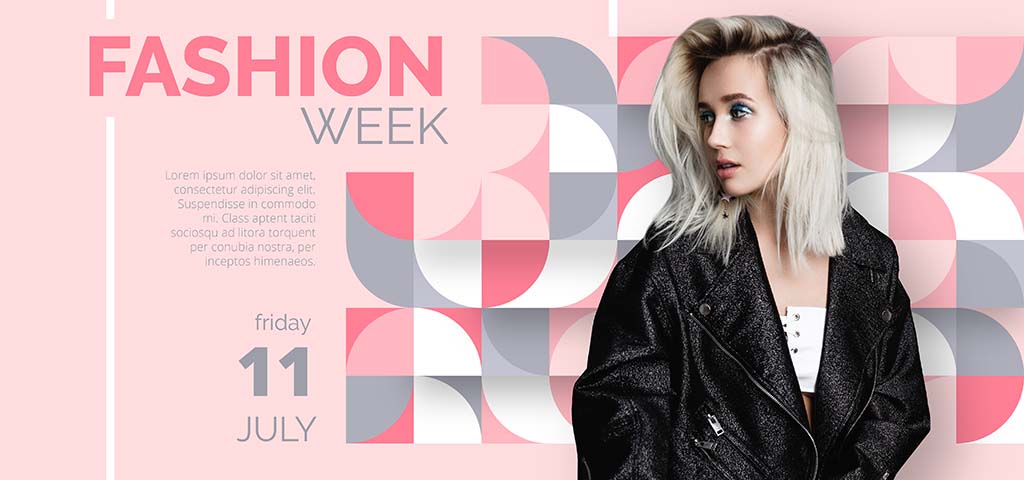 FASHION
WEEK
Lorem ipsum dolor sit amet,
consectetur adipiscing elit.
Suspendisse in commodo
mi. Class aptent taciti
sociosqu ad litora torquent
per conubia nostra, per
inceptos himenaeos.
friday
11
JULY